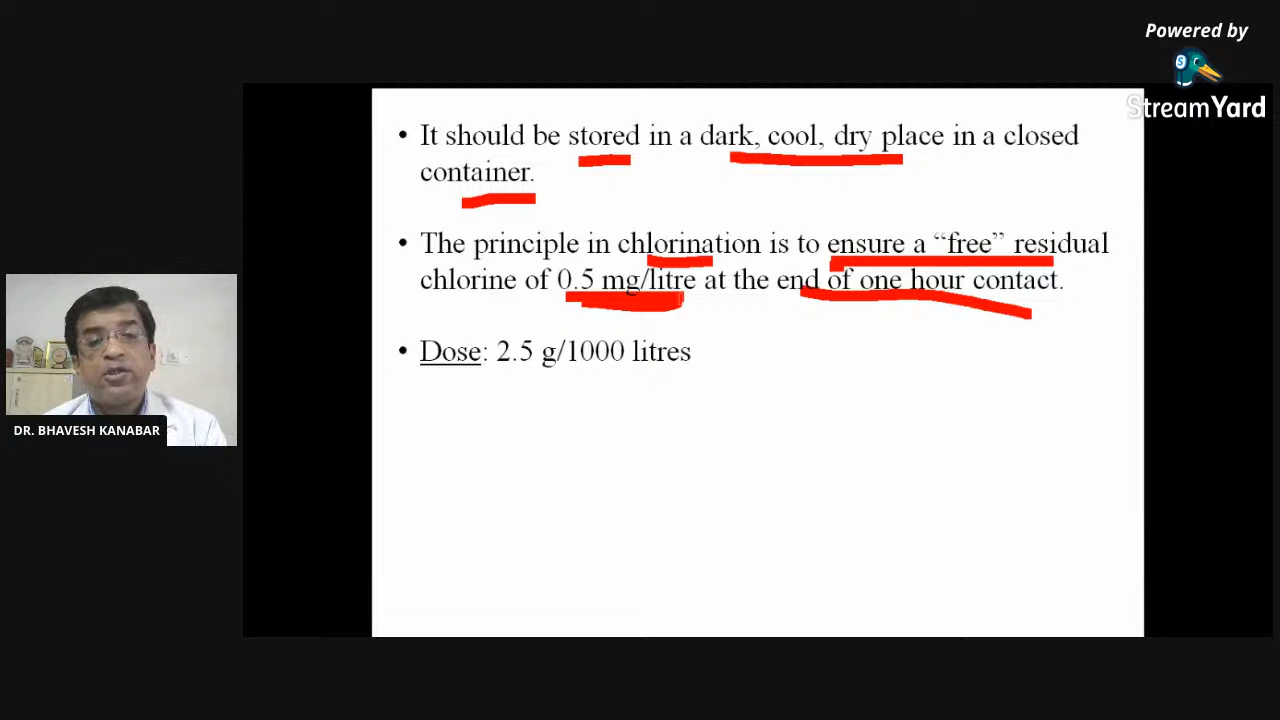 Powered by
StreamYard
• It should be stored in a dark, cool, dry place in a closed
container.
• The principle in chlorination is to ensure a “free” residual
chlorine of 0.5 mg/litre at the end of one hour contact.
• Dose: 2.5 g/1000 litres
DR. BHAVESH KANABAR